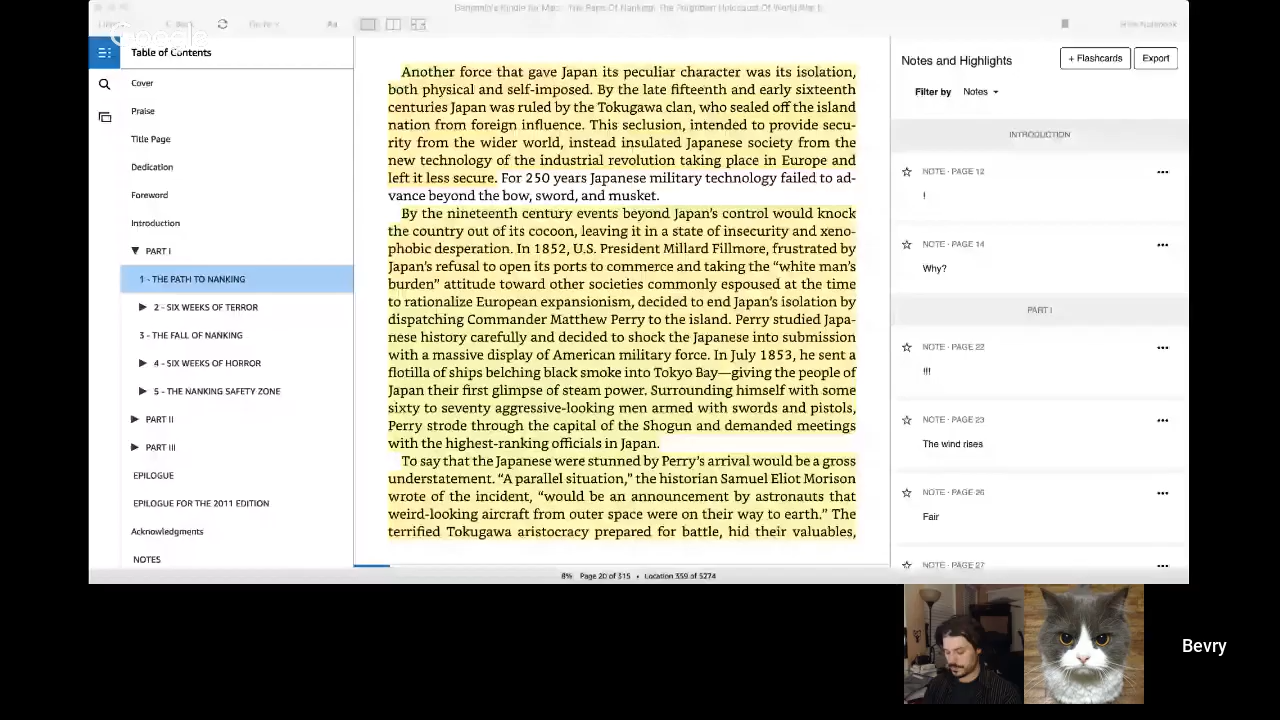 Google
Benjamin's Kindle for Mac - The Rape Of Nanking: The Forgotten Holocaust Of World War I
Aa
Table of Contents
Cover
Praise
Title Page
Dedication
Foreword
Introduction
▼ PART I
1 - THE PATH TO NANKING
▶ 2 - SIX WEEKS OF TERROR
3 - THE FALL OF NANKING
▶ 4 - SIX WEEKS OF HORROR
▶ 5 - THE NANKING SAFETY ZONE
▶ PART II
▶ PART III
EPILOGUE
EPILOGUE FOR THE 2011 EDITION
Acknowledgments
NOTES
Another force that gave Japan its peculiar character was its isolation,
both physical and self-imposed. By the late fifteenth and early sixteenth
centuries Japan was ruled by the Tokugawa clan, who sealed off the island
nation from foreign influence. This seclusion, intended to provide secu-
rity from the wider world, instead insulated Japanese society from the
new technology of the industrial revolution taking place in Europe and
left it less secure. For 250 years Japanese military technology failed to ad-
vance beyond the bow, sword, and musket.
By the nineteenth century events beyond Japan's control would knock
the country out of its cocoon, leaving it in a state of insecurity and xeno-
phobic desperation. In 1852, U.S. President Millard Fillmore, frustrated by
Japan's refusal to open its ports to commerce and taking the “white man's
burden” attitude toward other societies commonly espoused at the time
to rationalize European expansionism, decided to end Japan's isolation by
dispatching Commander Matthew Perry to the island. Perry studied Japa-
nese history carefully and decided to shock the Japanese into submission
with a massive display of American military force. In July 1853, he sent a
flotilla of ships belching black smoke into Tokyo Bay—giving the people of
Japan their first glimpse of steam power. Surrounding himself with some
sixty to seventy aggressive-looking men armed with swords and pistols,
Perry strode through the capital of the Shogun and demanded meetings
with the highest-ranking officials in Japan.
To say that the Japanese were stunned by Perry's arrival would be a gross
understatement. “A parallel situation,” the historian Samuel Eliot Morison
wrote of the incident, “would be an announcement by astronauts that
weird-looking aircraft from outer space were on their way to earth.” The
terrified Tokugawa aristocracy prepared for battle, hid their valuables,
8% Page 20 of 315 • Location 359 of 5274
Notes and Highlights
+ Flashcards
Export
Filter by Notes
INTRODUCTION
NOTE · PAGE 12
!
NOTE · PAGE 14
Why?
PART I
NOTE · PAGE 22
!!!
NOTE · PAGE 23
The wind rises
NOTE · PAGE 26
Fair
NOTE · PAGE 27
Bevry